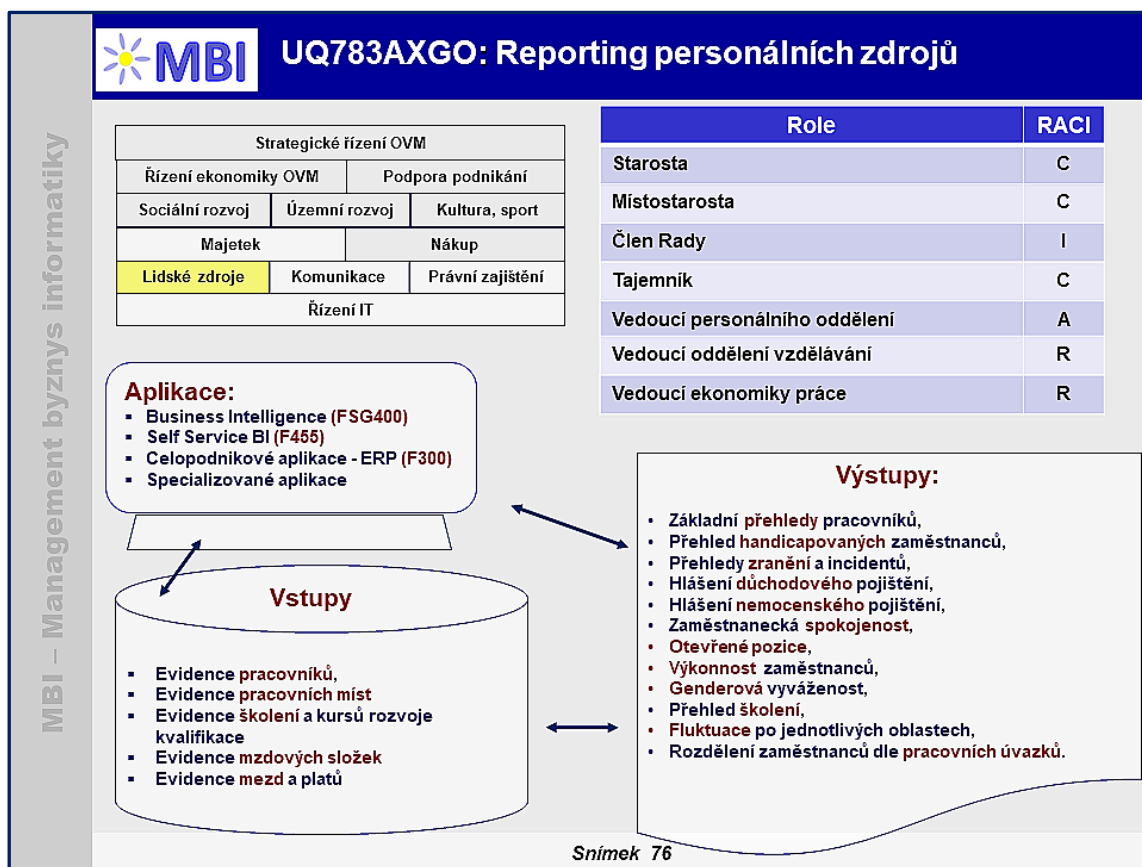 MBI
UQ783AXGO: Reporting personálních zdrojů
MBI – Management byznys informatiky
Strategické řízení OVM
Řízení ekonomiky OVM Podpora podnikání
Sociální rozvoj Územní rozvoj Kultura, sport
Majetek Nákup
Lidské zdroje Komunikace Právní zajištění
Řízení IT
Role RACI
Starosta C
Místostarosta C
Člen Rady I
Tajemník C
Vedoucí personálního oddělení A
Vedoucí oddělení vzdělávání R
Vedoucí ekonomiky práce R
Aplikace:
▪ Business Intelligence (FSG400)
▪ Self Service BI (F455)
▪ Celopodnikové aplikace - ERP (F300)
▪ Specializované aplikace
Vstupy
▪ Evidence pracovníků,
▪ Evidence pracovních míst
▪ Evidence školení a kursů rozvoje
kvalifikace
▪ Evidence mzdových složek
▪ Evidence mezd a platů
Výstupy:
• Základní přehledy pracovníků,
• Přehled handicapovaných zaměstnanců,
• Přehledy zranění a incidentů,
• Hlášení důchodového pojištění,
• Hlášení nemocenského pojištění,
• Zaměstnanecká spokojenost,
• Otevřené pozice,
• Výkonnost zaměstnanců,
• Genderová vyváženost,
• Přehled školení,
• Fluktuace po jednotlivých oblastech,
• Rozdělení zaměstnanců dle pracovních úvazků.
Snímek 76